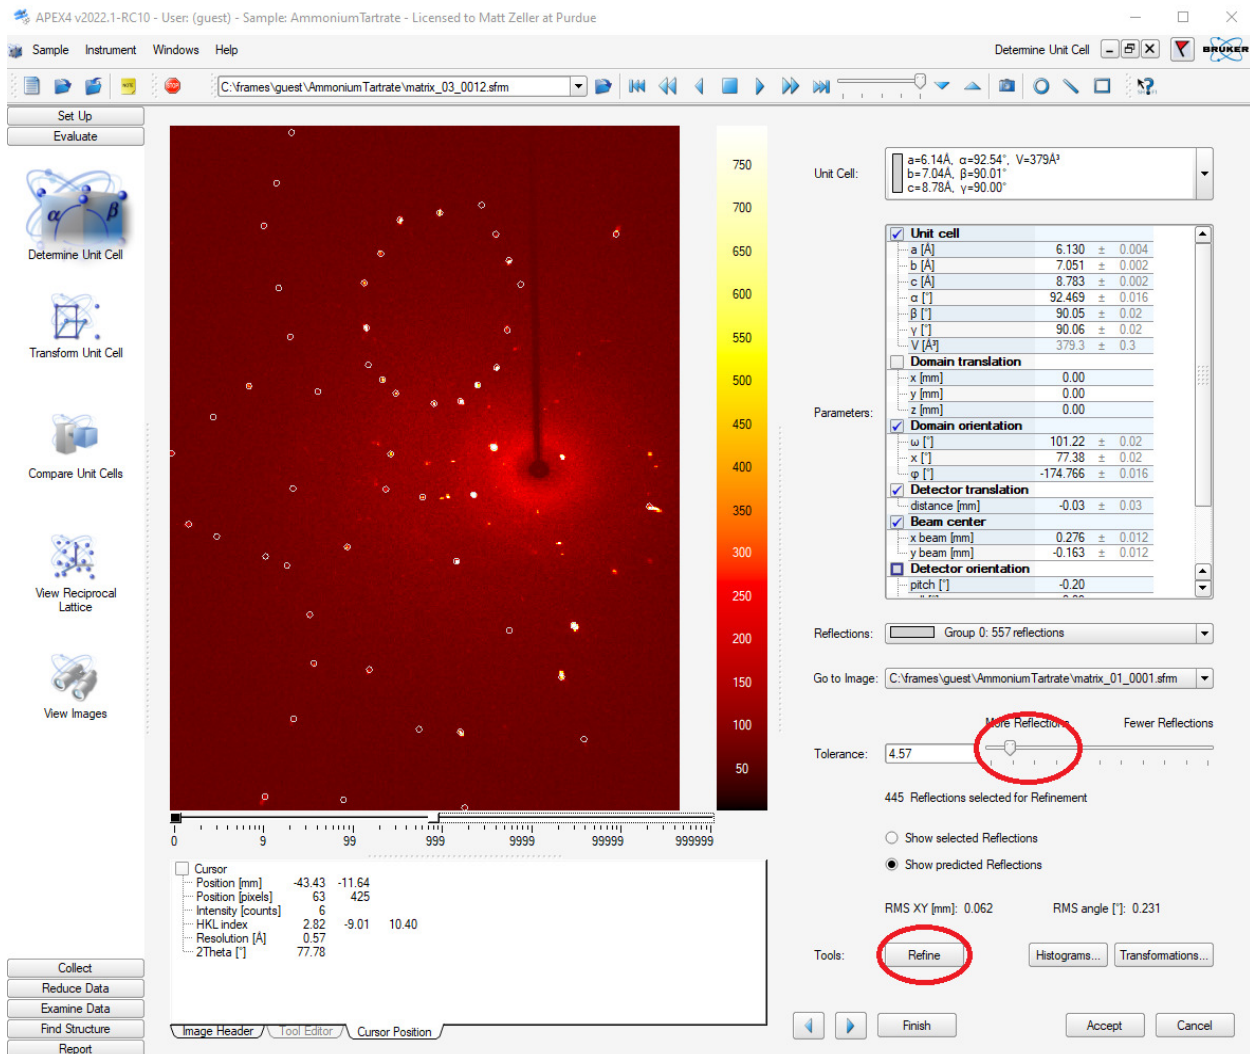 APEX4 v2022.1-RC10 - User: (guest) - Sample: AmmoniumTartrate - Licensed to Matt Zeller at Purdue
Sample Instrument Windows Help
Determine Unit Cell
BRUKER
NOTE
STOP
C:\frames\guest\AmmoniumTartrate\matrix_03_0012.sfrm
Set Up
Evaluate
Determine Unit Cell
Transform Unit Cell
Compare Unit Cells
View Reciprocal
Lattice
View Images
Collect
Reduce Data
Examine Data
Find Structure
Report
750
700
650
600
550
500
450
400
350
300
250
200
150
100
50
0 9 99 999 9999 99999 999999
Cursor
Position [mm] -43.43 -11.64
Position [pixels] 63 425
Intensity [counts] 6
HKL index 2.82 -9.01 10.40
Resolution [Å] 0.57
2Theta [°] 77.78
Image Header Tool Editor Cursor Position
Unit Cell:
a=6.14Å, α=92.54°, V=379Å³
b=7.04Å, β=90.01°
c=8.78Å, γ=90.00°
Parameters:
Unit cell
a [Å] 6.130 ± 0.004
b [Å] 7.051 ± 0.002
c [Å] 8.783 ± 0.002
α [°] 92.469 ± 0.016
β [°] 90.05 ± 0.02
γ [°] 90.06 ± 0.02
V [Å³] 379.3 ± 0.3
Domain translation
x [mm] 0.00
y [mm] 0.00
z [mm] 0.00
Domain orientation
ω [°] 101.22 ± 0.02
χ [°] 77.38 ± 0.02
φ [°] -174.766 ± 0.016
Detector translation
distance [mm] -0.03 ± 0.03
Beam center
x beam [mm] 0.276 ± 0.012
y beam [mm] -0.163 ± 0.012
Detector orientation
pitch [°] -0.20
Reflections: Group 0: 557 reflections
Go to Image: C:\frames\guest\AmmoniumTartrate\matrix_01_0001.sfrm
More Reflections Fewer Reflections
Tolerance: 4.57
445 Reflections selected for Refinement
Show selected Reflections
Show predicted Reflections
RMS XY [mm]: 0.062 RMS angle [°]: 0.231
Tools: Refine Histograms... Transformations...
Finish Accept Cancel